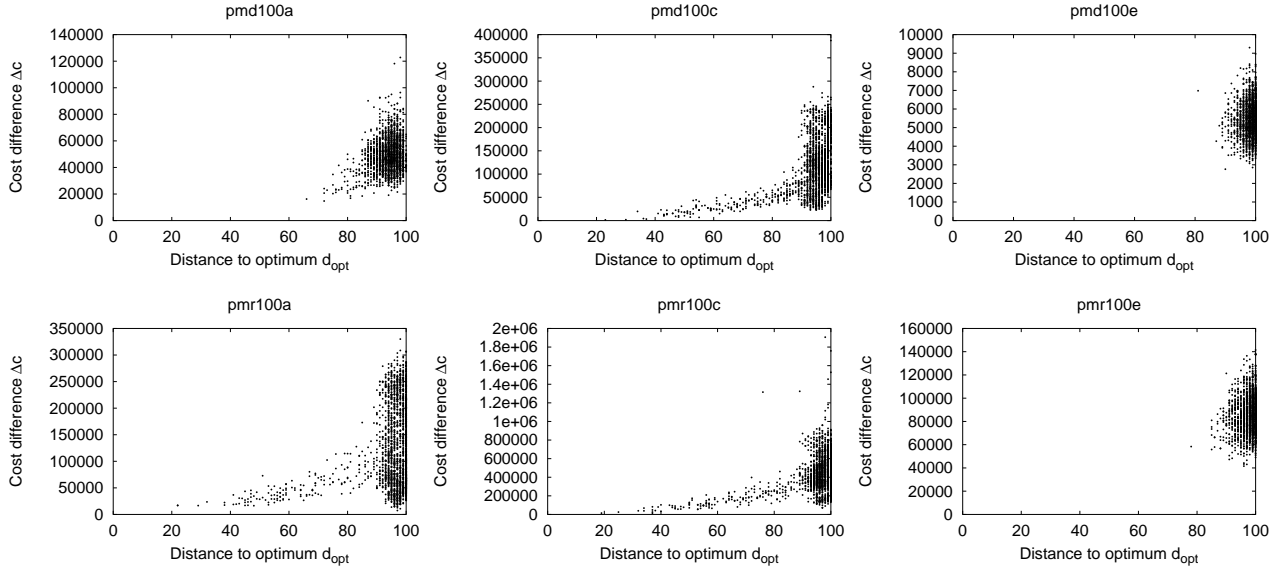 pmd100a
140000
120000
100000
80000
60000
40000
20000
0
0 20 40 60 80 100
Cost difference Δc
Distance to optimum d_opt
pmd100c
400000
350000
300000
250000
200000
150000
100000
50000
0
0 20 40 60 80 100
Cost difference Δc
Distance to optimum d_opt
pmd100e
10000
9000
8000
7000
6000
5000
4000
3000
2000
1000
0
0 20 40 60 80 100
Cost difference Δc
Distance to optimum d_opt
pmr100a
350000
300000
250000
200000
150000
100000
50000
0
0 20 40 60 80 100
Cost difference Δc
Distance to optimum d_opt
pmr100c
2e+06
1.8e+06
1.6e+06
1.4e+06
1.2e+06
1e+06
800000
600000
400000
200000
0
0 20 40 60 80 100
Cost difference Δc
Distance to optimum d_opt
pmr100e
160000
140000
120000
100000
80000
60000
40000
20000
0
0 20 40 60 80 100
Cost difference Δc
Distance to optimum d_opt